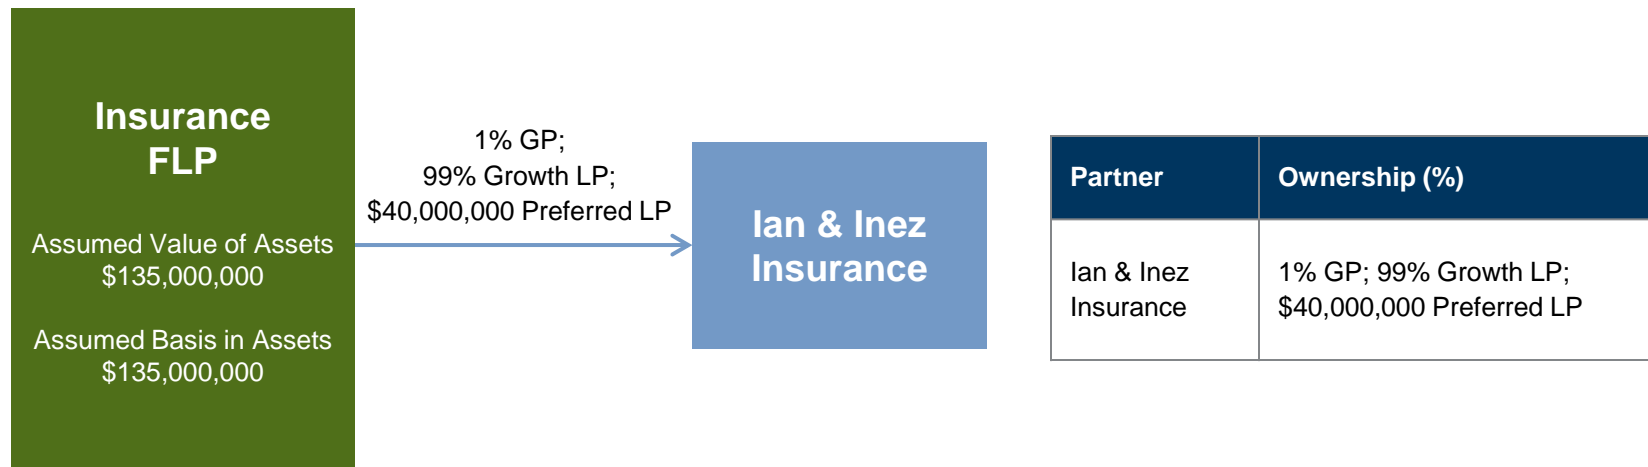 Insurance
FLP
Assumed Value of Assets
$135,000,000
Assumed Basis in Assets
$135,000,000
1% GP;
99% Growth LP;
$40,000,000 Preferred LP
Ian & Inez
Insurance
Partner
Ownership (%)
Ian & Inez
Insurance
1% GP; 99% Growth LP;
$40,000,000 Preferred LP